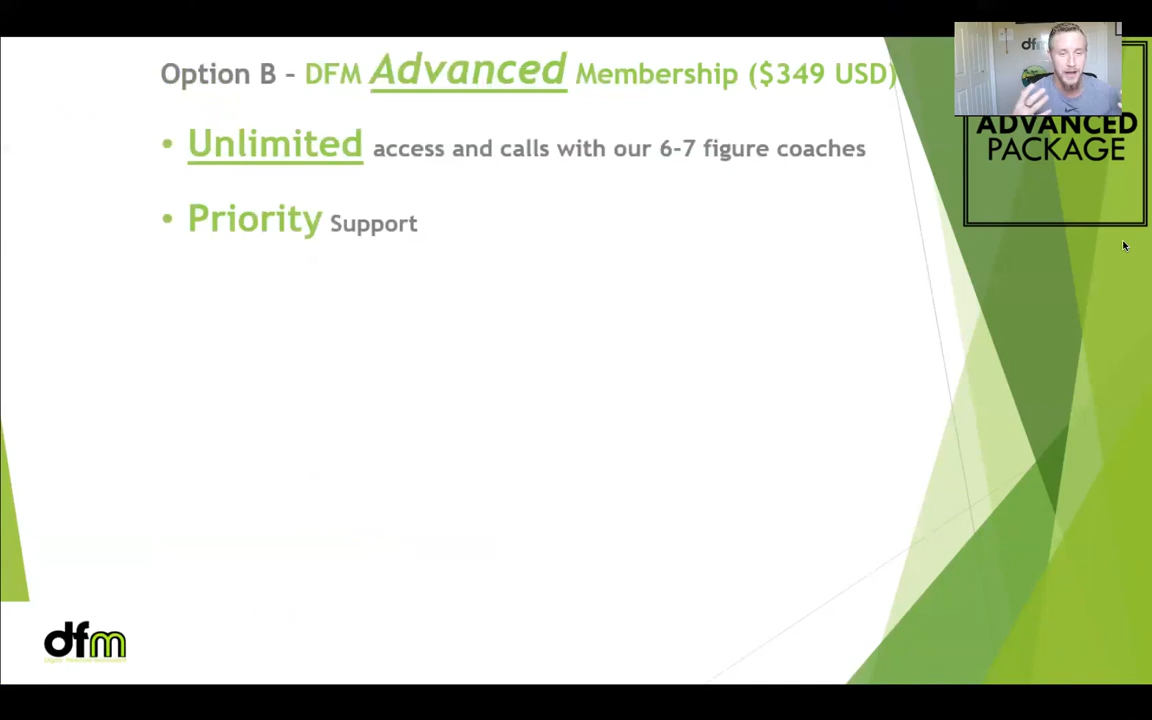 Option B – DFM Advanced Membership ($349 USD)
• Unlimited access and calls with our 6-7 figure coaches
• Priority Support
ADVANCED
PACKAGE
df
dfm